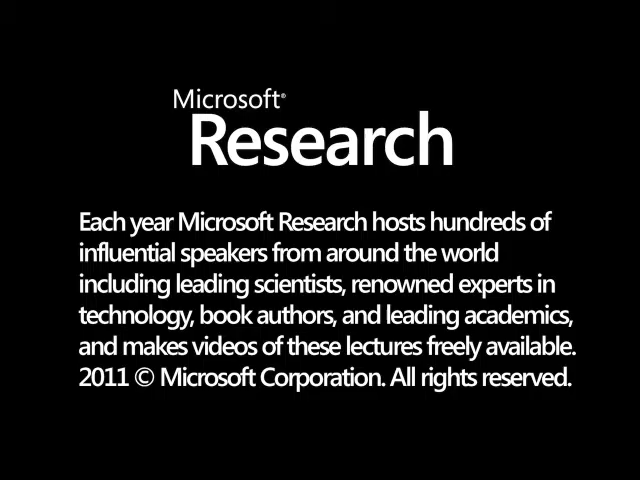 Microsoft®
Research
Each year Microsoft Research hosts hundreds of
influential speakers from around the world
including leading scientists, renowned experts in
technology, book authors, and leading academics,
and makes videos of these lectures freely available.
2011 © Microsoft Corporation. All rights reserved.